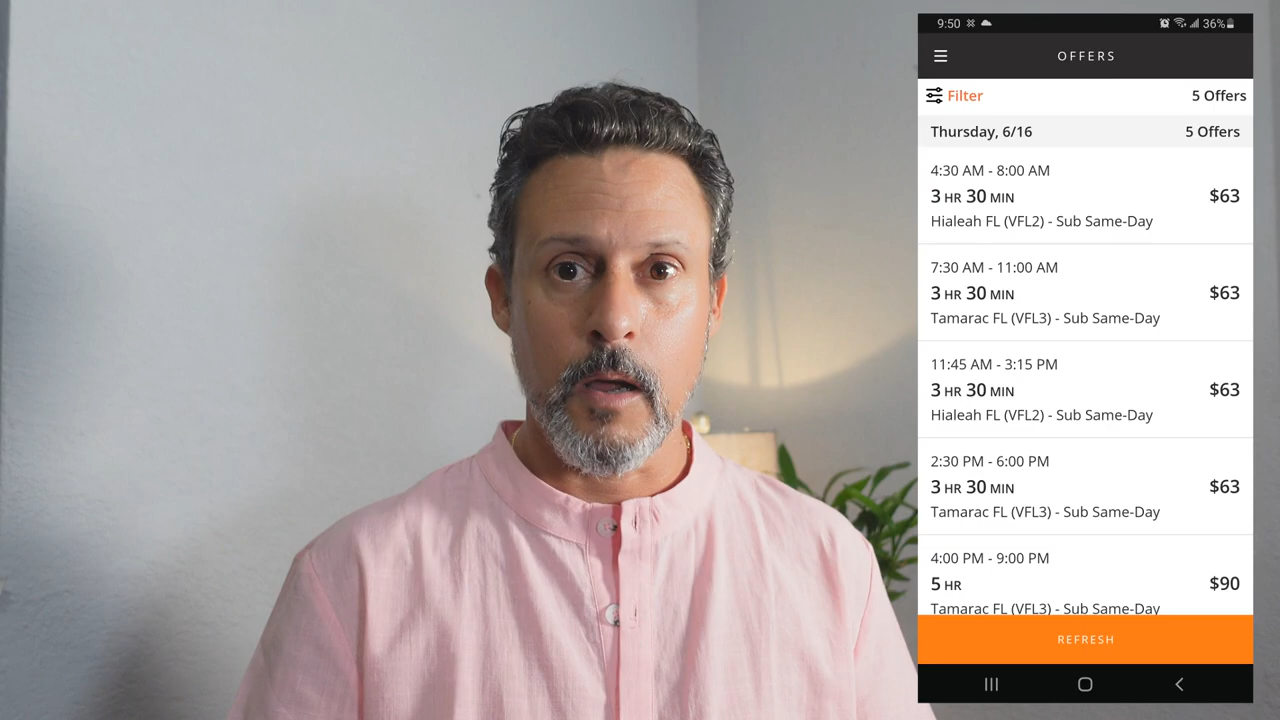 9:50 36%
OFFERS
Filter 5 Offers
Thursday, 6/16 5 Offers
4:30 AM - 8:00 AM
3 HR 30 MIN $63
Hialeah FL (VFL2) - Sub Same-Day
7:30 AM - 11:00 AM
3 HR 30 MIN $63
Tamarac FL (VFL3) - Sub Same-Day
11:45 AM - 3:15 PM
3 HR 30 MIN $63
Hialeah FL (VFL2) - Sub Same-Day
2:30 PM - 6:00 PM
3 HR 30 MIN $63
Tamarac FL (VFL3) - Sub Same-Day
4:00 PM - 9:00 PM
5 HR $90
Tamarac FL (VFL3) - Sub Same-Day
REFRESH